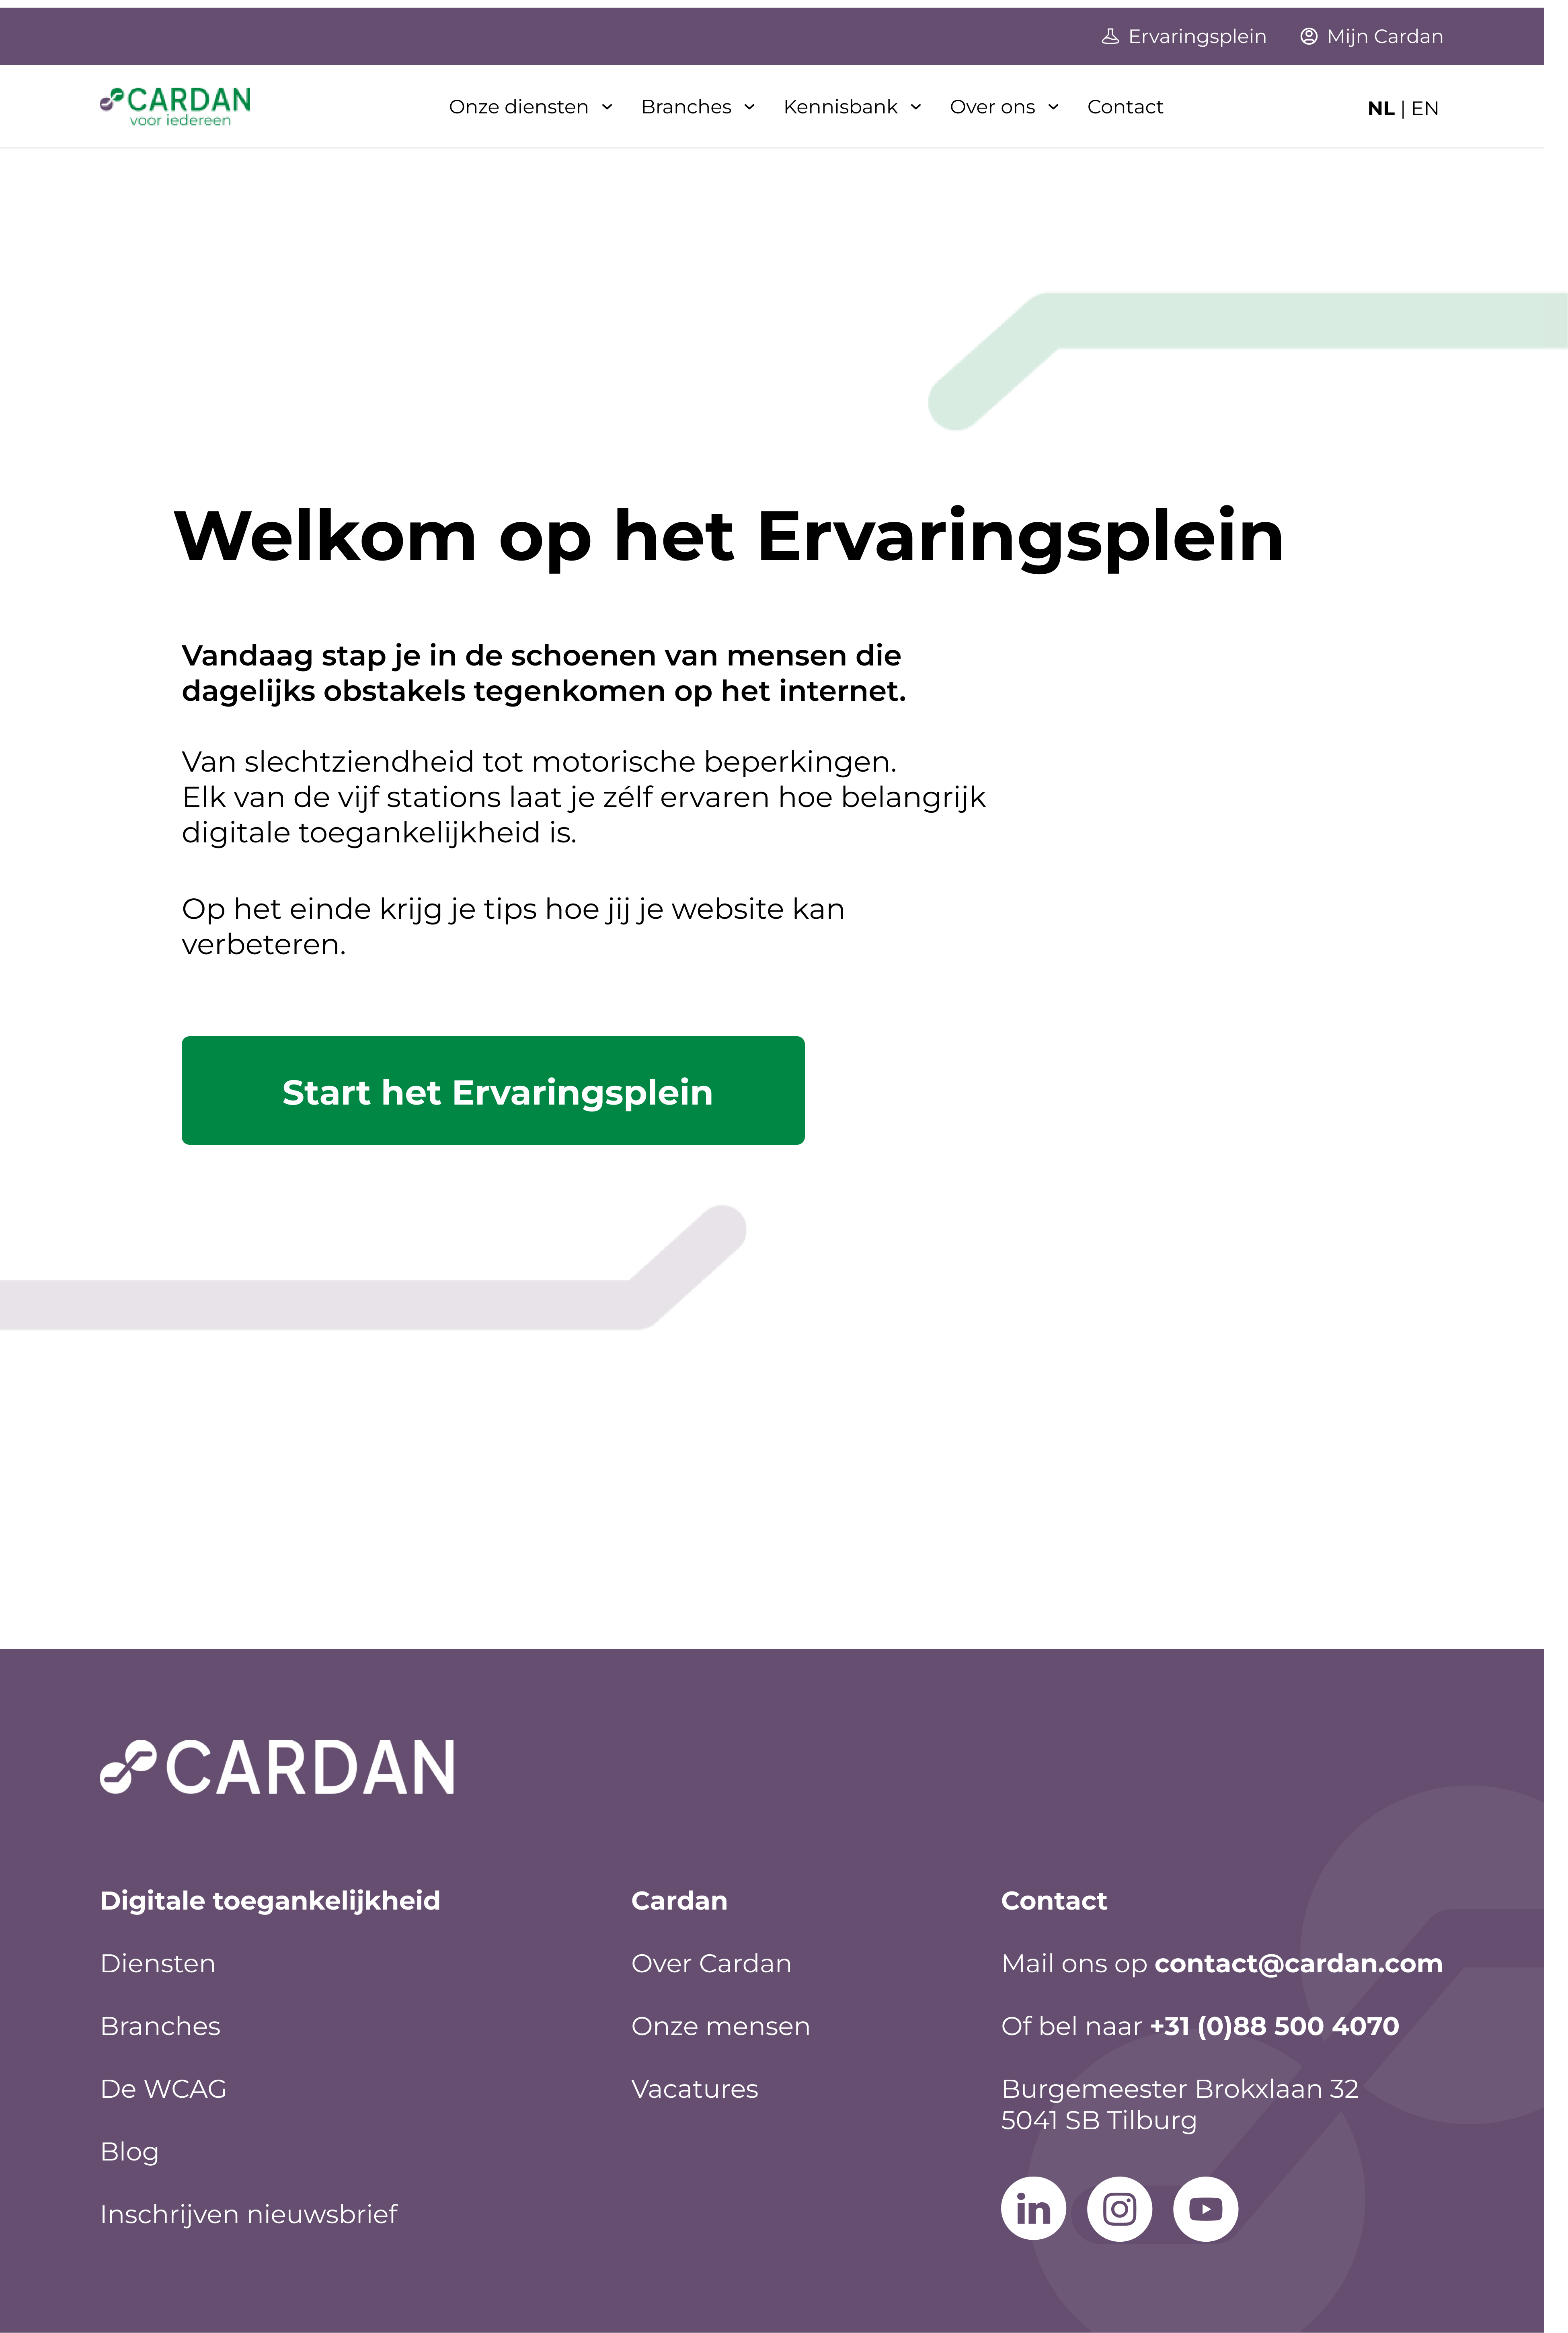 Ervaringsplein Mijn Cardan
CARDAN
voor iedereen
Onze diensten Branches Kennisbank Over ons Contact NL | EN
Welkom op het Ervaringsplein
Vandaag stap je in de schoenen van mensen die
dagelijks obstakels tegenkomen op het internet.
Van slechtziendheid tot motorische beperkingen.
Elk van de vijf stations laat je zélf ervaren hoe belangrijk
digitale toegankelijkheid is.
Op het einde krijg je tips hoe jij je website kan
verbeteren.
Start het Ervaringsplein
CARDAN
Digitale toegankelijkheid
Diensten
Branches
De WCAG
Blog
Inschrijven nieuwsbrief
Cardan
Over Cardan
Onze mensen
Vacatures
Contact
Mail ons op contact@cardan.com
Of bel naar +31 (0)88 500 4070
Burgemeester Brokxlaan 32
5041 SB Tilburg
in